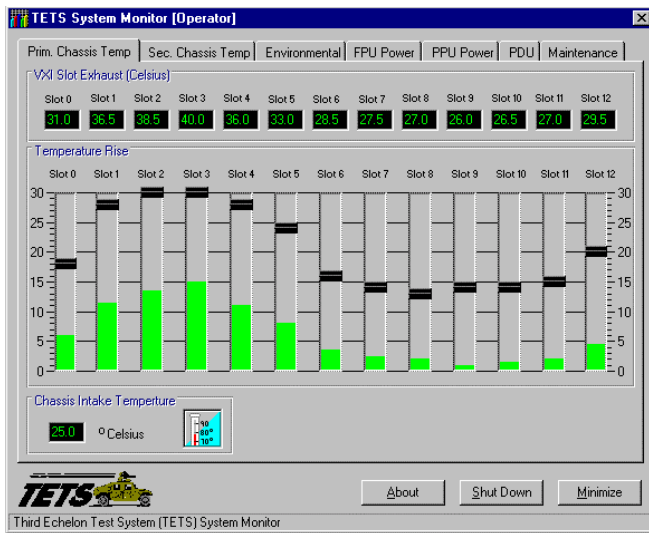 TETS System Monitor [Operator]
Prim. Chassis Temp Sec. Chassis Temp Environmental FPU Power PPU Power PDU Maintenance
VXI Slot Exhaust (Celsius)
Slot 0 Slot 1 Slot 2 Slot 3 Slot 4 Slot 5 Slot 6 Slot 7 Slot 8 Slot 9 Slot 10 Slot 11 Slot 12
31.0 36.5 38.5 40.0 36.0 33.0 28.5 27.5 27.0 26.0 26.5 27.0 29.5
Temperature Rise
Slot 0 Slot 1 Slot 2 Slot 3 Slot 4 Slot 5 Slot 6 Slot 7 Slot 8 Slot 9 Slot 10 Slot 11 Slot 12
30 30
25 25
20 20
15 15
10 10
5 5
0 0
Chassis Intake Temperture
25.0 º Celsius
90
80°
70°
TETS
About Shut Down Minimize
Third Echelon Test System (TETS) System Monitor